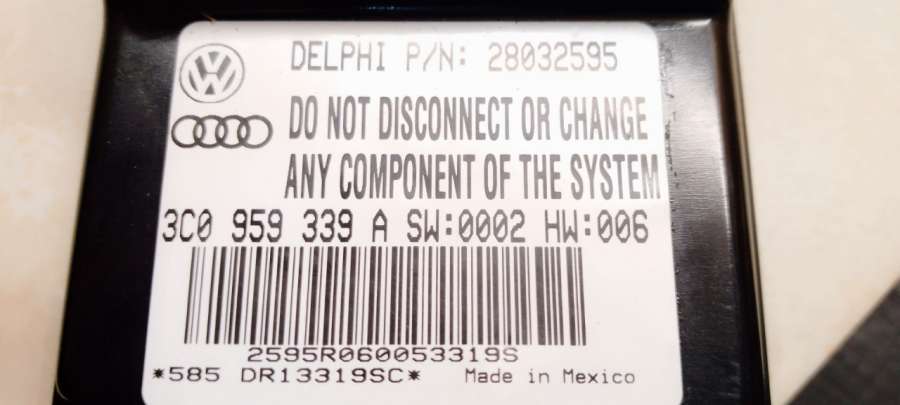 DELPHI P/N: 28032595
DO NOT DISCONNECT OR CHANGE
ANY COMPONENT OF THE SYSTEM
3C0 959 339 A SW:0002 HW:006
2595R060053319S
*585 DR13319SC* Made in Mexico